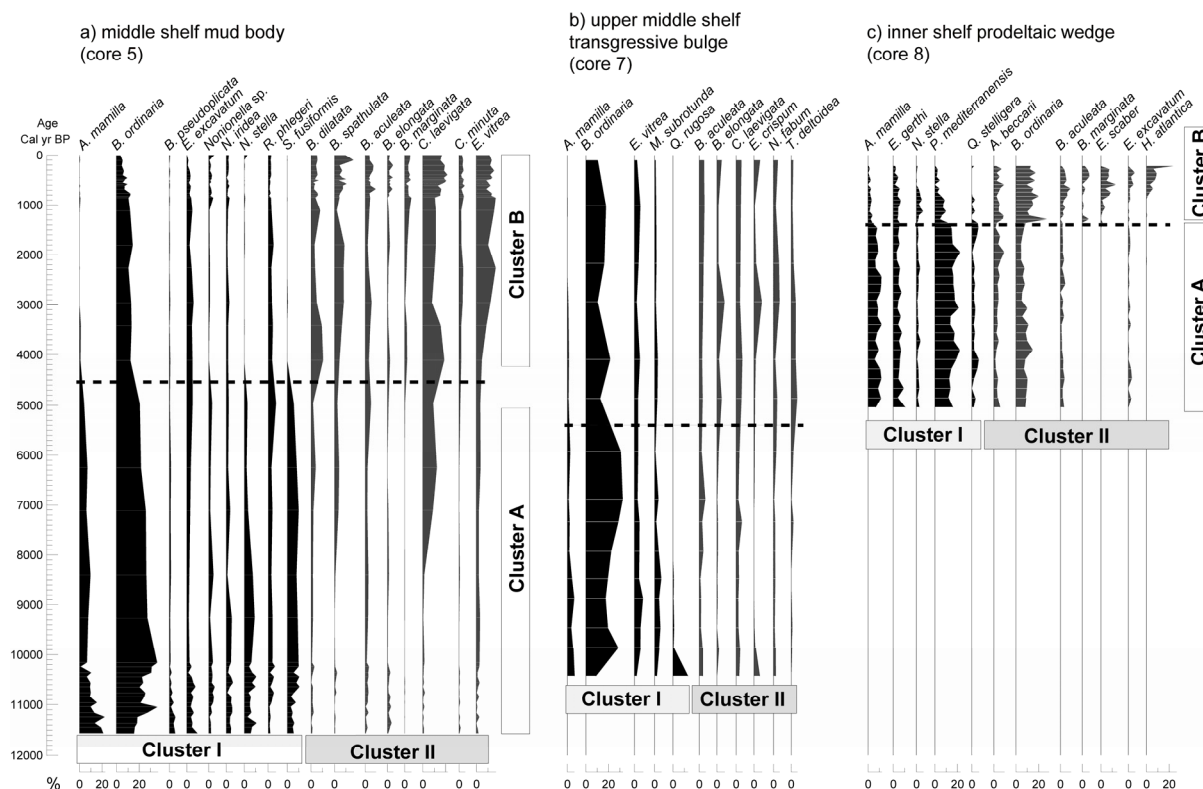 a) middle shelf mud body
(core 5)
b) upper middle shelf
transgressive bulge
(core 7)
c) inner shelf prodeltaic wedge
(core 8)
Age
Cal yr BP
A. mamilla
B. ordinaria
B. pseudoplicata
E. excavatum
Nonionella sp.
N. iridea
N. stella
R. phlegeri
S. fusiformis
B. dilatata
B. spathulata
B. aculeata
B. elongata
B. marginata
C. laevigata
C. minuta
E. vitrea
A. mamilla
B. ordinaria
E. vitrea
M. subrotunda
Q. rugosa
B. aculeata
B. elongata
C. laevigata
E. crispum
N. fabum
T. deltoidea
A. mamilla
E. gerthi
N. stella
P. mediterranensis
Q. stelligera
A. beccarii
B. ordinaria
B. aculeata
B. marginata
E. scaber
E. excavatum
H. atlantica
0
1000
2000
3000
4000
5000
6000
7000
8000
9000
10000
11000
12000
Cluster B
Cluster A
Cluster B
Cluster A
Cluster I
Cluster II
Cluster I
Cluster II
Cluster I
Cluster II
% 0 20 0 20 0 0 0 0 0 0 0 0 0 0 0 0 0 0 0
0 0 20 0 0 0 0 0 0 0 0 0
0 0 0 0 20 0 0 0 20 0 0 0 0 0 20